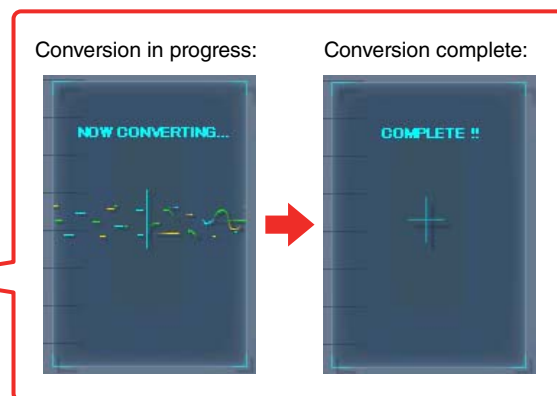 Conversion in progress:
Conversion complete:
NOW CONVERTING...
COMPLETE !!